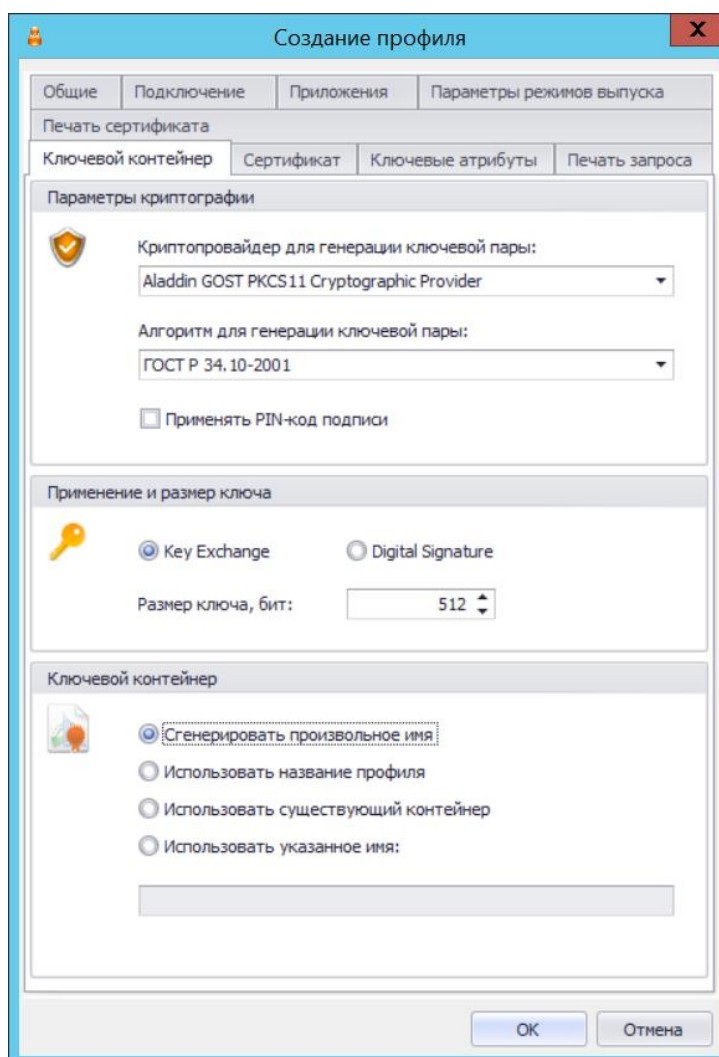 Создание профиля
Общие Подключение Приложения Параметры режимов выпуска
Печать сертификата
Ключевой контейнер Сертификат Ключевые атрибуты Печать запроса
Параметры криптографии
Криптопровайдер для генерации ключевой пары:
Aladdin GOST PKCS11 Cryptographic Provider
Алгоритм для генерации ключевой пары:
ГОСТ Р 34.10-2001
Применять PIN-код подписи
Применение и размер ключа
Key Exchange Digital Signature
Размер ключа, бит: 512
Ключевой контейнер
Сгенерировать произвольное имя
Использовать название профиля
Использовать существующий контейнер
Использовать указанное имя:
OK Отмена